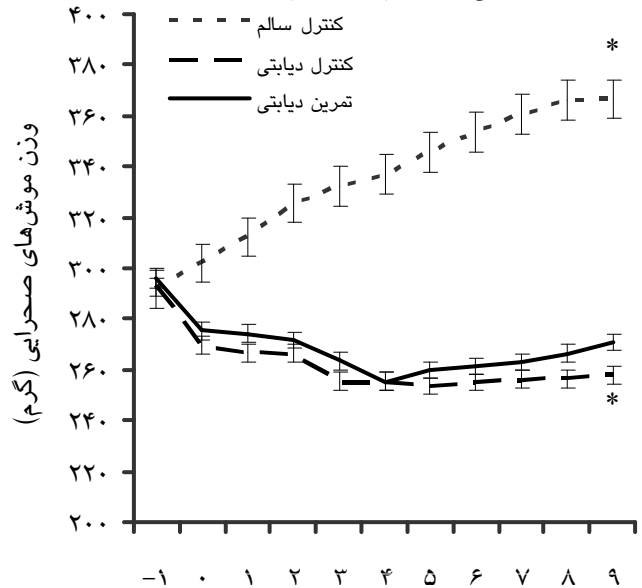 کنترل سالم
کنترل دیابتی
تمرین دیابتی
وزن موش‌های صحرایی (گرم)
۴۰۰
۳۸۰
۳۶۰
۳۴۰
۳۲۰
۳۰۰
۲۸۰
۲۶۰
۲۴۰
۲۲۰
۲۰۰
*
*
-۱ ۰ ۱ ۲ ۳ ۴ ۵ ۶ ۷ ۸ ۹